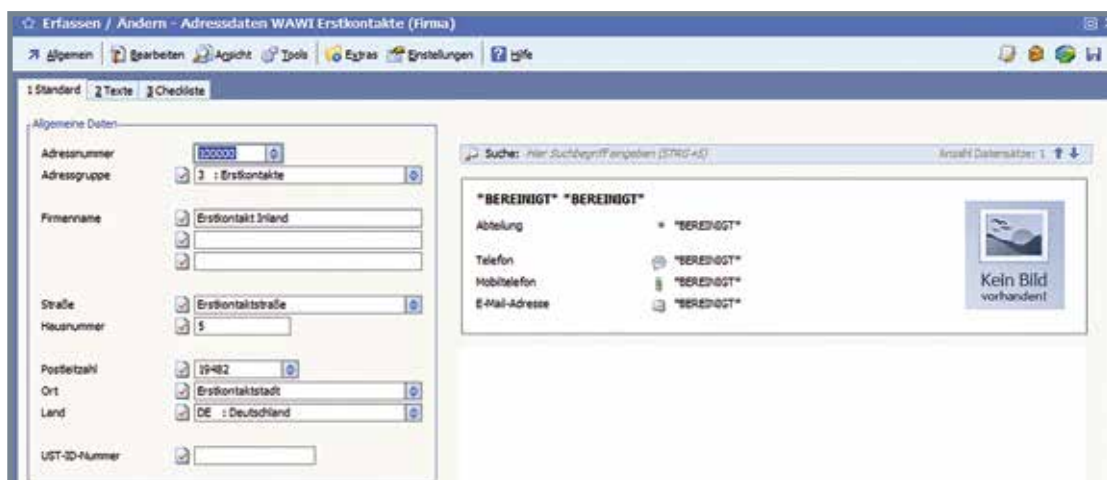 Erfassen / Ändern - Adressdaten WAWI Erstkontakte (Firma)
Allgemein Bearbeiten Ansicht Tools Extras Einstellungen Hilfe
1 Standard 2 Texte 3 Checkliste
Allgemeine Daten
Adressnummer 100000
Adressgruppe 3 : Erstkontakte
Firmenname Erstkontakt Inland
Straße Erstkontaktstraße
Hausnummer 5
Postleitzahl 19482
Ort Erstkontaktstadt
Land DE : Deutschland
UST-ID-Nummer
Suche: Hier Suchbegriff eingeben (STRG+S) Anzahl Datensätze: 1
*BEREINIGT* *BEREINIGT*
Abteilung *BEREINIGT*
Telefon *BEREINIGT*
Mobiltelefon *BEREINIGT*
E-Mail-Adresse *BEREINIGT*
Kein Bild
vorhanden!